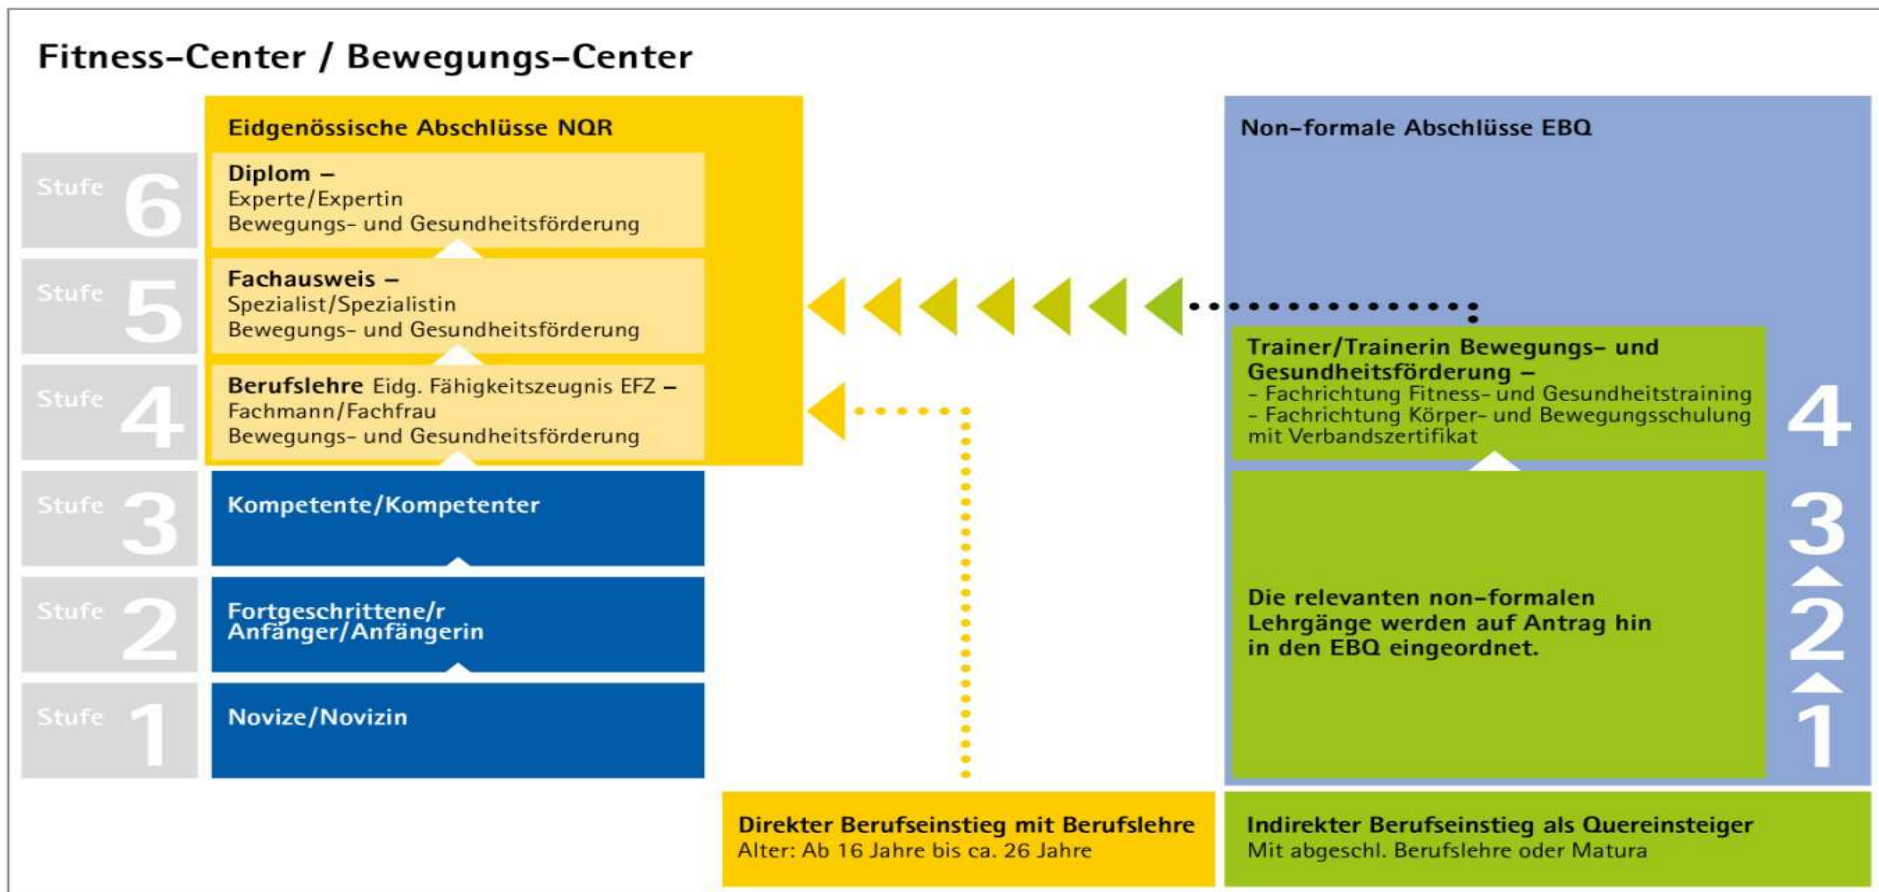 Fitness-Center / Bewegungs-Center
Eidgenössische Abschlüsse NQR
Stufe 6
Diplom –
Experte/Expertin
Bewegungs- und Gesundheitsförderung
Stufe 5
Fachausweis –
Spezialist/Spezialistin
Bewegungs- und Gesundheitsförderung
Stufe 4
Berufslehre Eidg. Fähigkeitszeugnis EFZ –
Fachmann/Fachfrau
Bewegungs- und Gesundheitsförderung
Stufe 3
Kompetente/Kompetenter
Stufe 2
Fortgeschrittene/r
Anfänger/Anfängerin
Stufe 1
Novize/Novizin
Direkter Berufseinstieg mit Berufslehre
Alter: Ab 16 Jahre bis ca. 26 Jahre
Non-formale Abschlüsse EBQ
Trainer/Trainerin Bewegungs- und
Gesundheitsförderung –
- Fachrichtung Fitness- und Gesundheitstraining
- Fachrichtung Körper- und Bewegungsschulung
mit Verbandszertifikat
4
3
2
1
Die relevanten non-formalen
Lehrgänge werden auf Antrag hin
in den EBQ eingeordnet.
Indirekter Berufseinstieg als Quereinsteiger
Mit abgeschl. Berufslehre oder Matura